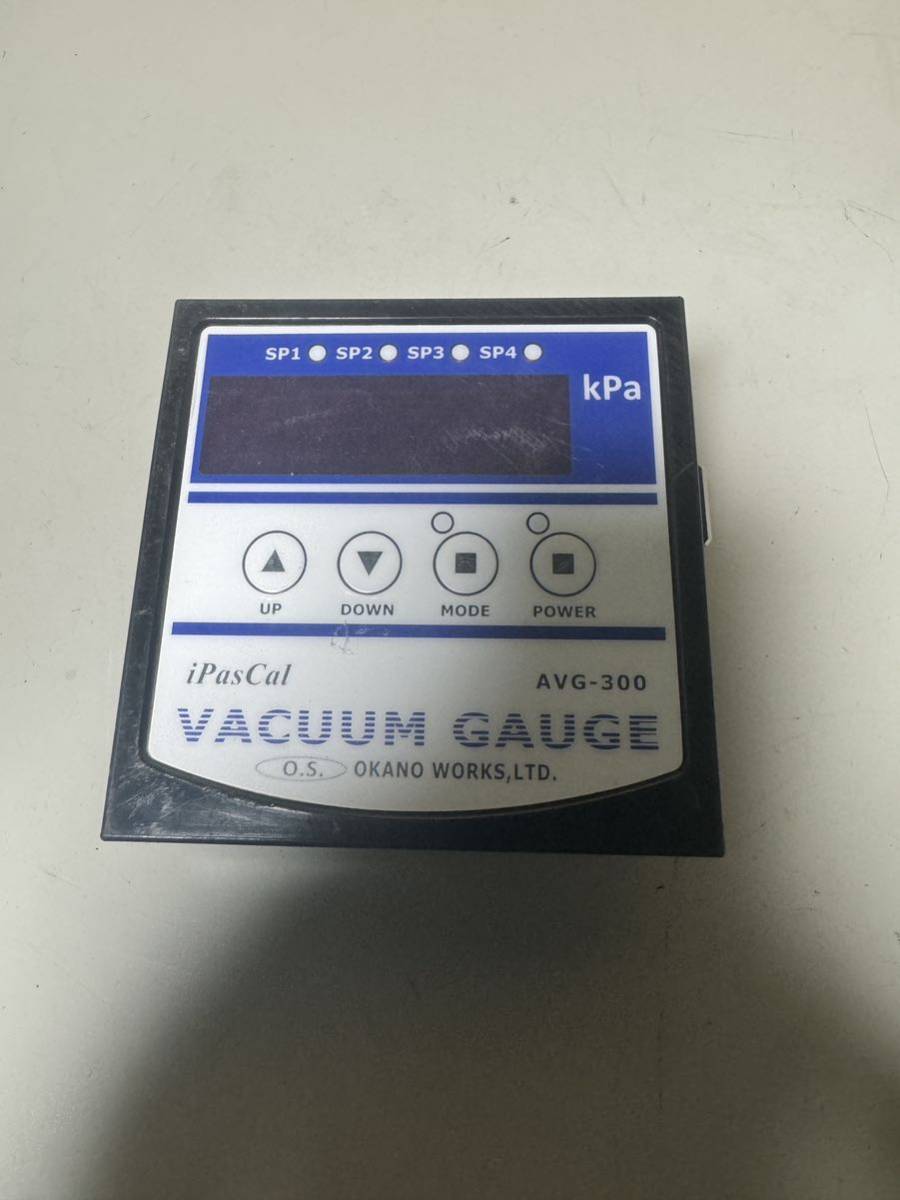 SP1 SP2 SP3 SP4
kPa
UP DOWN MODE POWER
iPasCal AVG-300
VACUUM GAUGE
O.S. OKANO WORKS,LTD.